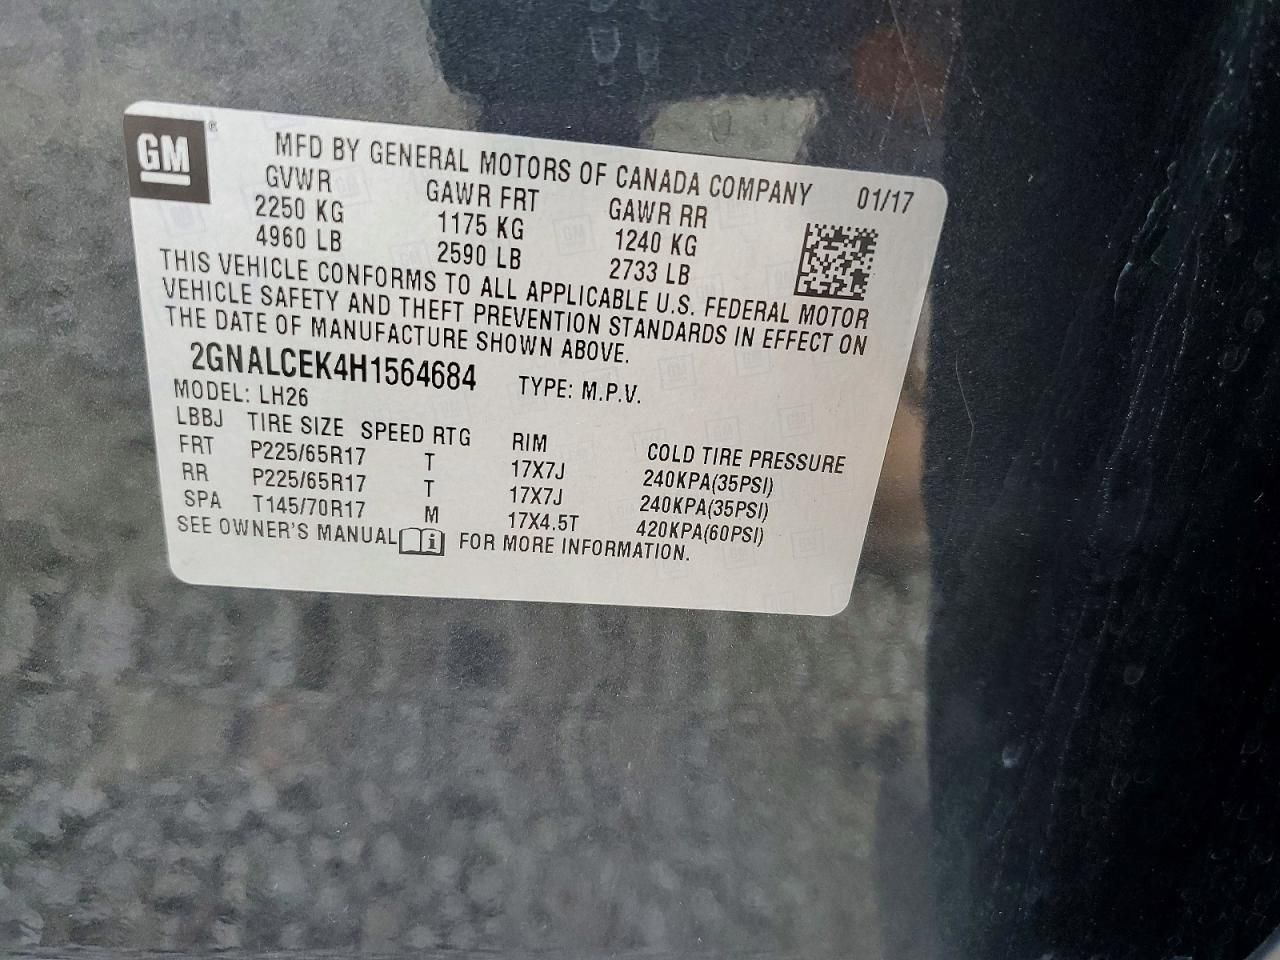 GM®
MFD BY GENERAL MOTORS OF CANADA COMPANY 01/17
GVWR GAWR FRT GAWR RR
2250 KG 1175 KG 1240 KG
4960 LB 2590 LB 2733 LB
THIS VEHICLE CONFORMS TO ALL APPLICABLE U.S. FEDERAL MOTOR
VEHICLE SAFETY AND THEFT PREVENTION STANDARDS IN EFFECT ON
THE DATE OF MANUFACTURE SHOWN ABOVE.
2GNALCEK4H1564684 TYPE: M.P.V.
MODEL: LH26
LBBJ TIRE SIZE SPEED RTG RIM COLD TIRE PRESSURE
FRT P225/65R17 T 17X7J 240KPA(35PSI)
RR P225/65R17 T 17X7J 240KPA(35PSI)
SPA T145/70R17 M 17X4.5T 420KPA(60PSI)
SEE OWNER'S MANUAL i FOR MORE INFORMATION.